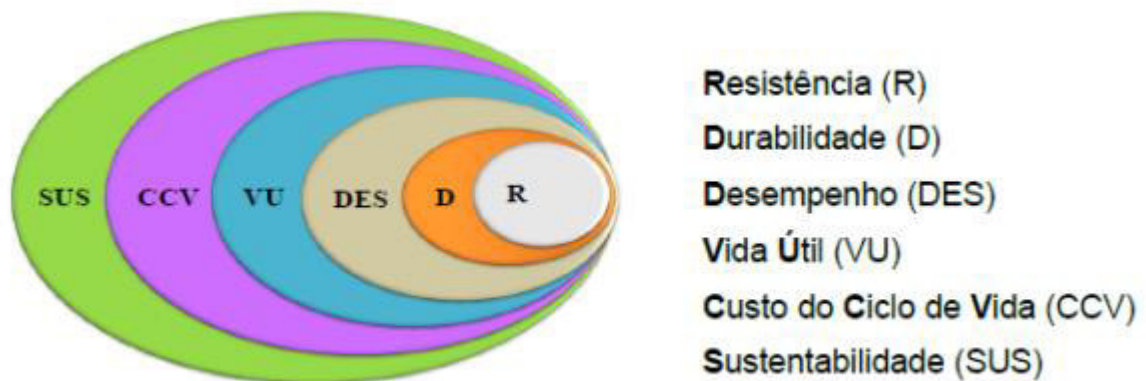 SUS CCV VU DES D R
Resistência (R)
Durabilidade (D)
Desempenho (DES)
Vida Útil (VU)
Custo do Ciclo de Vida (CCV)
Sustentabilidade (SUS)